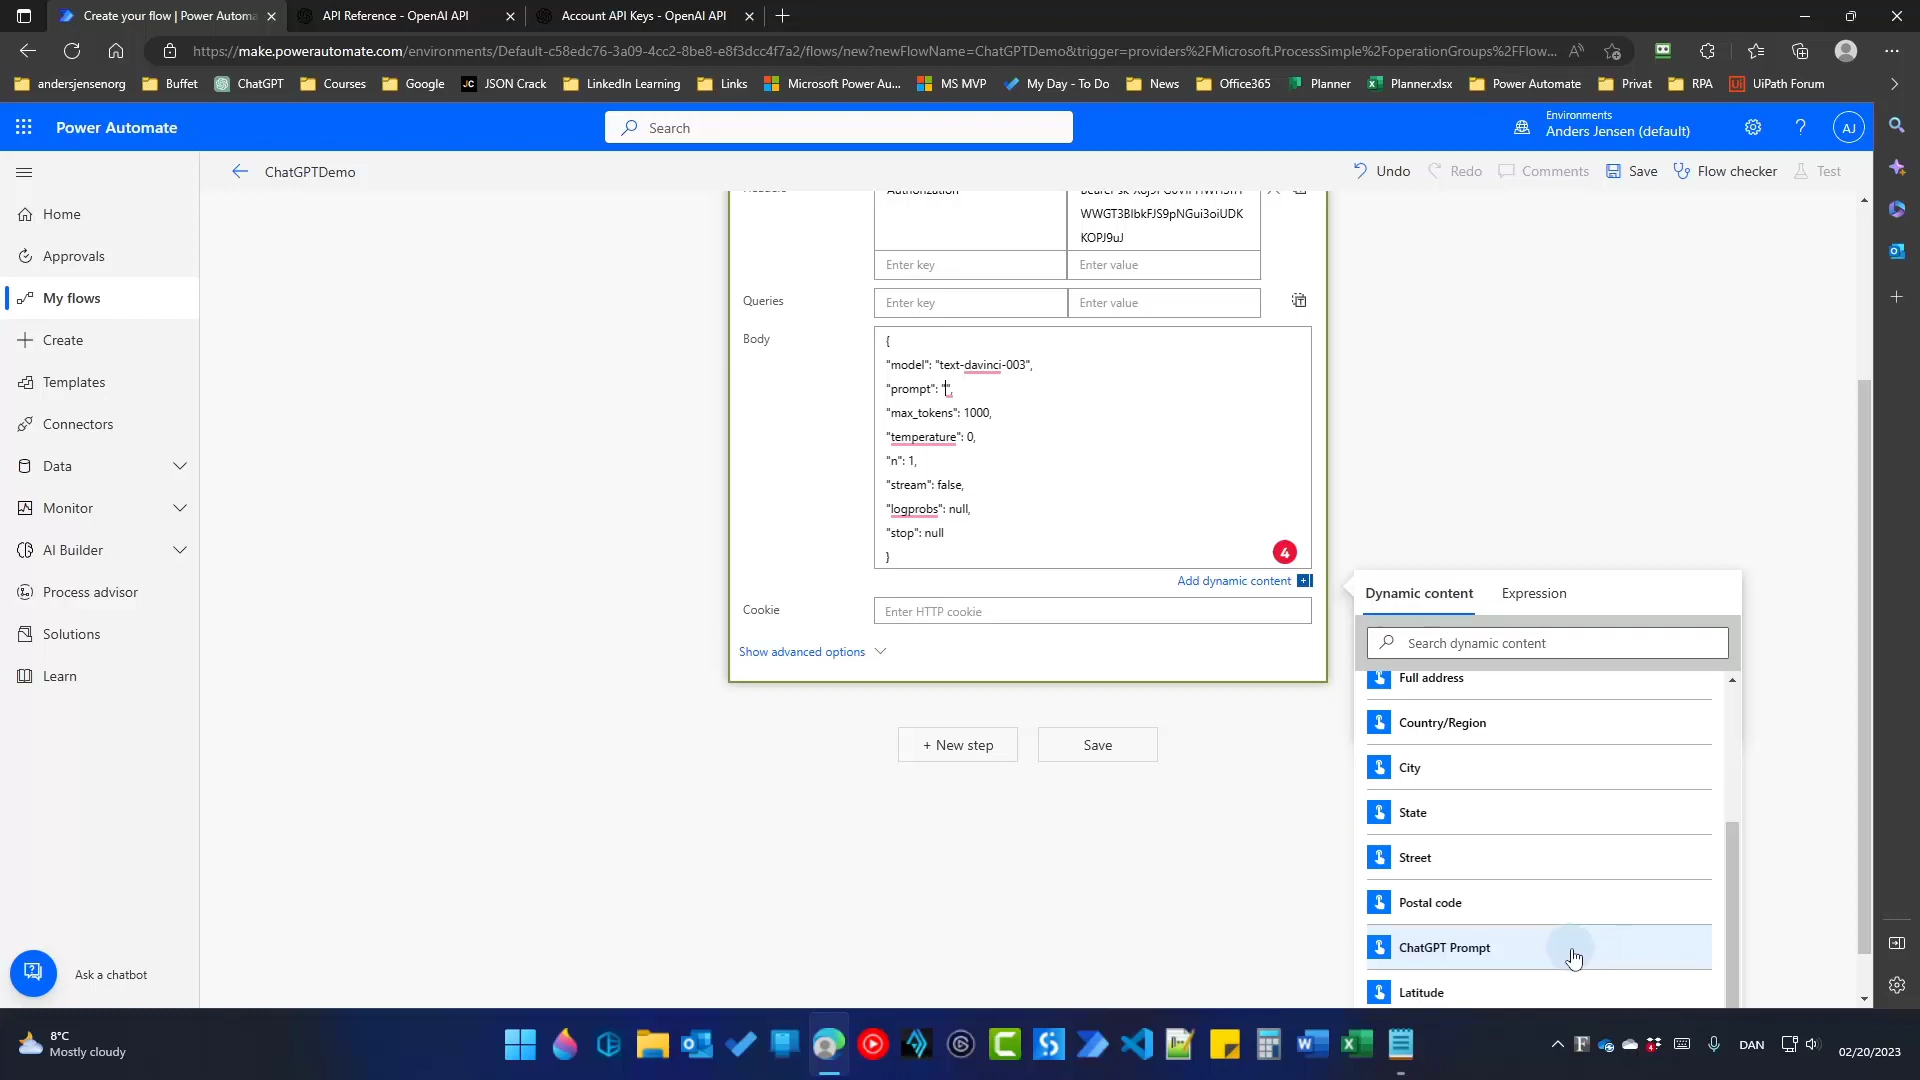 Create your flow | Power Automa
API Reference - OpenAI API
Account API Keys - OpenAI API
https://make.powerautomate.com/environments/Default-c58edc76-3a09-4cc2-8be8-e8f3dcc4f7a2/flows/new?newFlowName=ChatGPTDemo&trigger=providers%2FMicrosoft.ProcessSimple%2FoperationGroups%2FFlow...
andersjensenorg
Buffet
ChatGPT
Courses
Google
JC JSON Crack
LinkedIn Learning
Links
Microsoft Power Au...
MS MVP
My Day - To Do
News
Office365
Planner
Planner.xlsx
Power Automate
Privat
RPA
Ui UiPath Forum
Power Automate
Search
Environments
Anders Jensen (default)
?
AJ
ChatGPTDemo
Undo
Redo
Comments
Save
Flow checker
Test
Home
Approvals
My flows
Create
Templates
Connectors
Data
Monitor
AI Builder
Process advisor
Solutions
Learn
Ask a chatbot
WWGT3BIbkFJS9pNGui3oiUDK
KOPJ9uJ
Enter key
Enter value
Queries
Enter key
Enter value
Body
{
"model": "text-davinci-003",
"prompt": "",
"max_tokens": 1000,
"temperature": 0,
"n": 1,
"stream": false,
"logprobs": null,
"stop": null
}
4
Add dynamic content
Cookie
Enter HTTP cookie
Show advanced options
+ New step
Save
Dynamic content
Expression
Search dynamic content
Full address
Country/Region
City
State
Street
Postal code
ChatGPT Prompt
Latitude
8°C
Mostly cloudy
DAN
02/20/2023